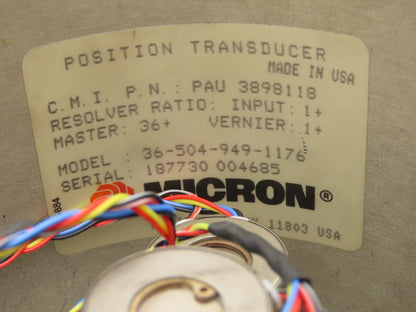 POSITION TRANSDUCER
MADE IN USA
C.M.I. P.N.: PAU 3898118
RESOLVER RATIO: INPUT: 1+
MASTER: 36+ VERNIER: 1+
MODEL : 36-504-949-1176
SERIAL: 187730 004685
MICRON®
11803 USA